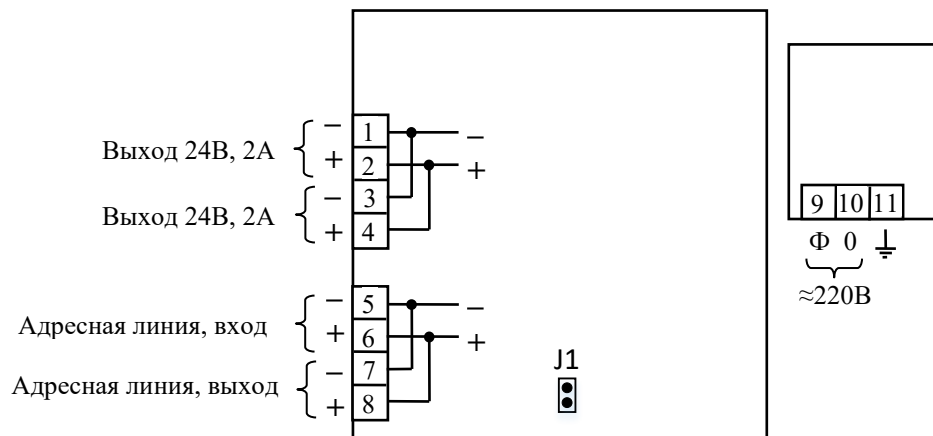 Выход 24В, 2А
− 1 −
+ 2 +
Выход 24В, 2А
− 3
+ 4
Адресная линия, вход
− 5 −
+ 6 +
Адресная линия, выход
− 7
+ 8
J1
9 10 11
Ф 0
≈220В